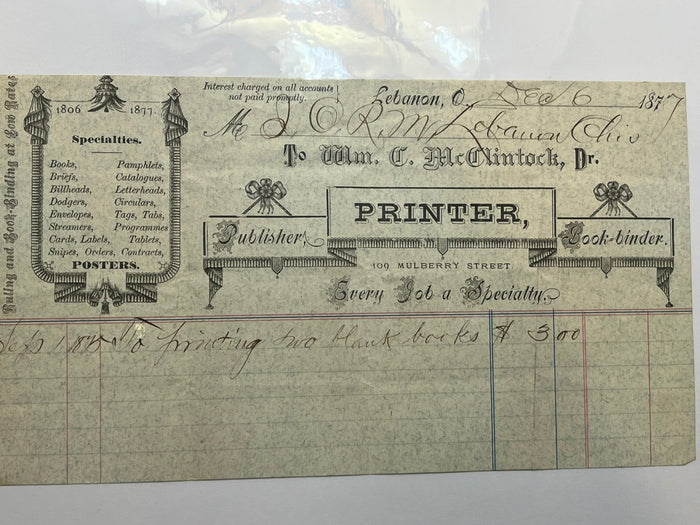 Ruling and Book-Binding at Low Rates
1806 1877.
Specialties.
Books, Pamphlets,
Briefs, Catalogues,
Billheads, Letterheads,
Dodgers, Circulars,
Envelopes, Tags, Tabs,
Streamers, Programmes
Cards, Labels, Tablets,
Snipes, Orders, Contracts,
POSTERS.
Interest charged on all accounts
not paid promptly.
Lebanon, O., Dec 6 1877
M Lebanon Ohio
To Wm. C. McClintock, Dr.
PRINTER,
Publisher, Book-binder.
109 MULBERRY STREET
Every Job a Specialty.
Sep 1 To printing two blank books $ 3 00